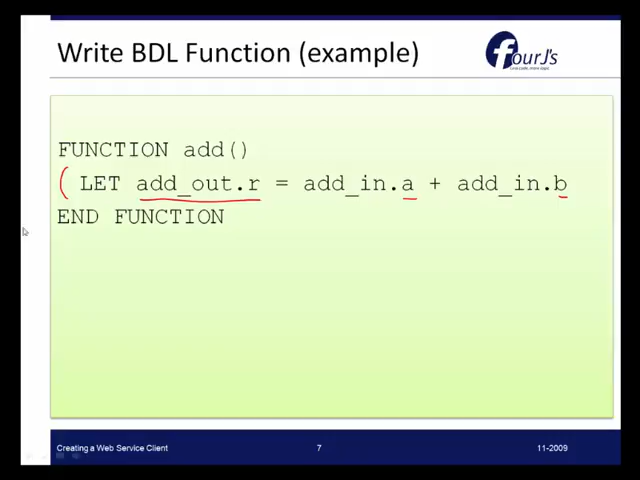 Write BDL Function (example)
fourJ's
FUNCTION add()
LET add_out.r = add_in.a + add_in.b
END FUNCTION
Creating a Web Service Client
7
11-2009